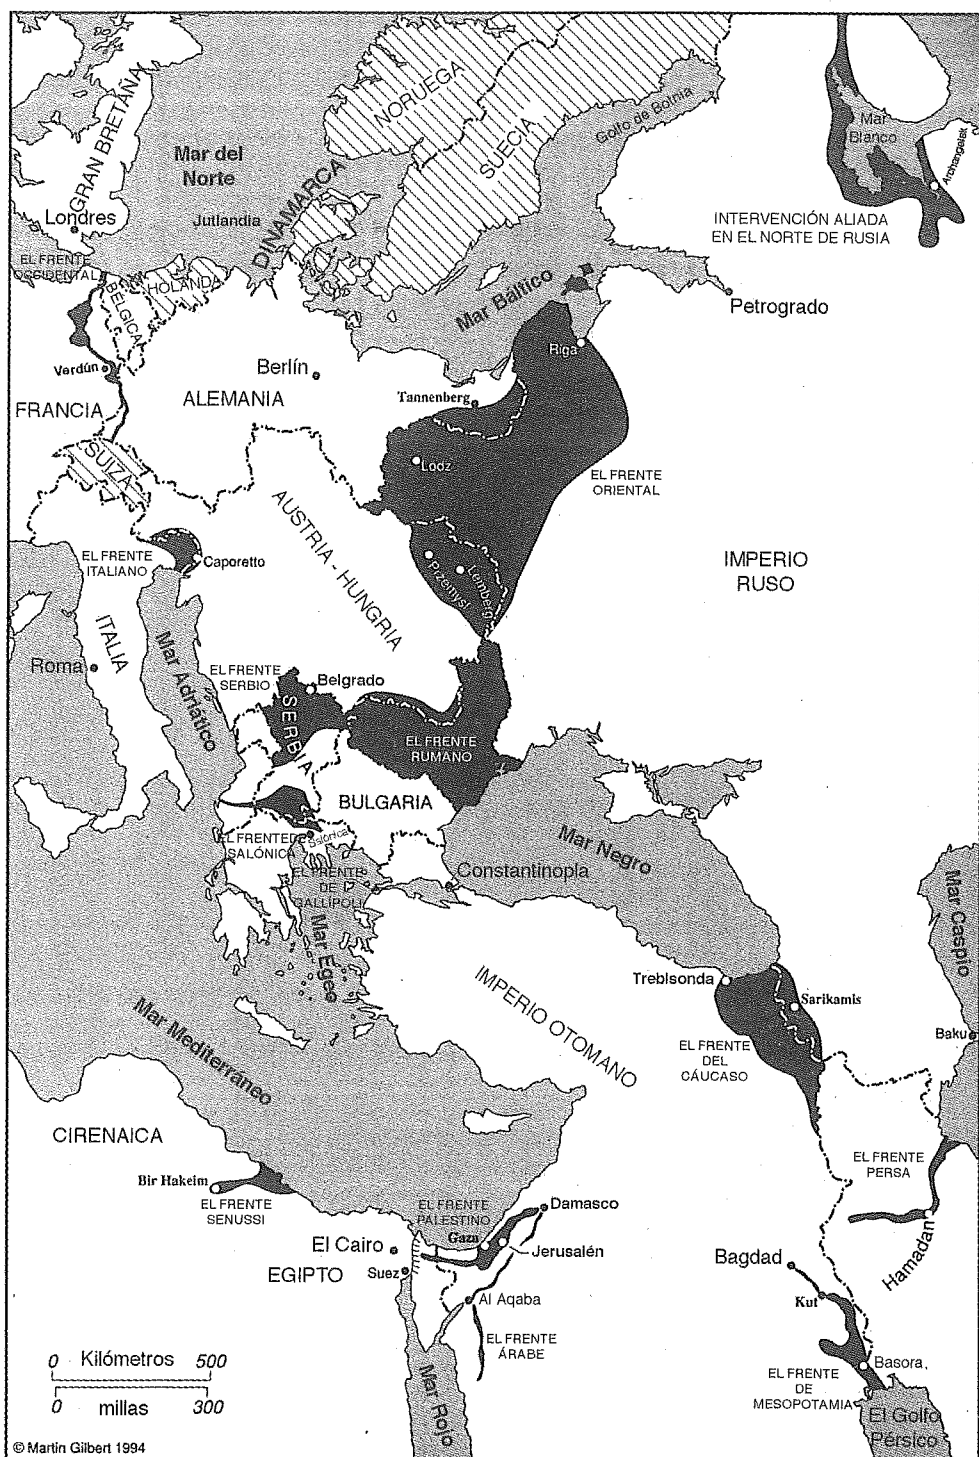 NORUEGA
SUECIA
Golfo de Botnia
Mar
Blanco
Archangelsk
GRAN BRETAÑA
Mar del
Norte
DINAMARCA
Jutlandia
Londres
INTERVENCIÓN ALIADA
EN EL NORTE DE RUSIA
EL FRENTE
OCCIDENTAL
BELGICA
HOLANDA
Mar Báltico
Petrogrado
Riga
Verdún
Berlín
FRANCIA
ALEMANIA
Tannenberg
SUIZA
Lodz
EL FRENTE
ORIENTAL
AUSTRIA - HUNGRIA
EL FRENTE
ITALIANO
Caporetto
Przemysl
Lemberg
IMPERIO
RUSO
ITALIA
Roma
Mar Adriático
EL FRENTE
SERBIO
Belgrado
SERBIA
EL FRENTE
RUMANO
BULGARIA
EL FRENTE DE
SALÓNICA
Salónica
Mar Negro
EL FRENTE
DE
GALLÍPOLI
Constantinopla
Mar Egeo
Mar Caspio
IMPERIO OTOMANO
Trebisonda
Sarikamis
Baku
EL FRENTE
DEL
CÁUCASO
Mar Mediterráneo
CIRENAICA
Bir Hakeim
EL FRENTE
SENUSSI
EL FRENTE
PERSA
EL FRENTE
PALESTINO
Damasco
Gaza
Jerusalén
Hamadan
El Cairo
EGIPTO
Suez
Bagdad
Kut
Al Aqaba
EL FRENTE
ÁRABE
Basora,
EL FRENTE
DE
MESOPOTAMIA
Mar Rojo
El Golfo
Pérsico
0 Kilómetros 500
0 millas 300
© Martin Gilbert 1994